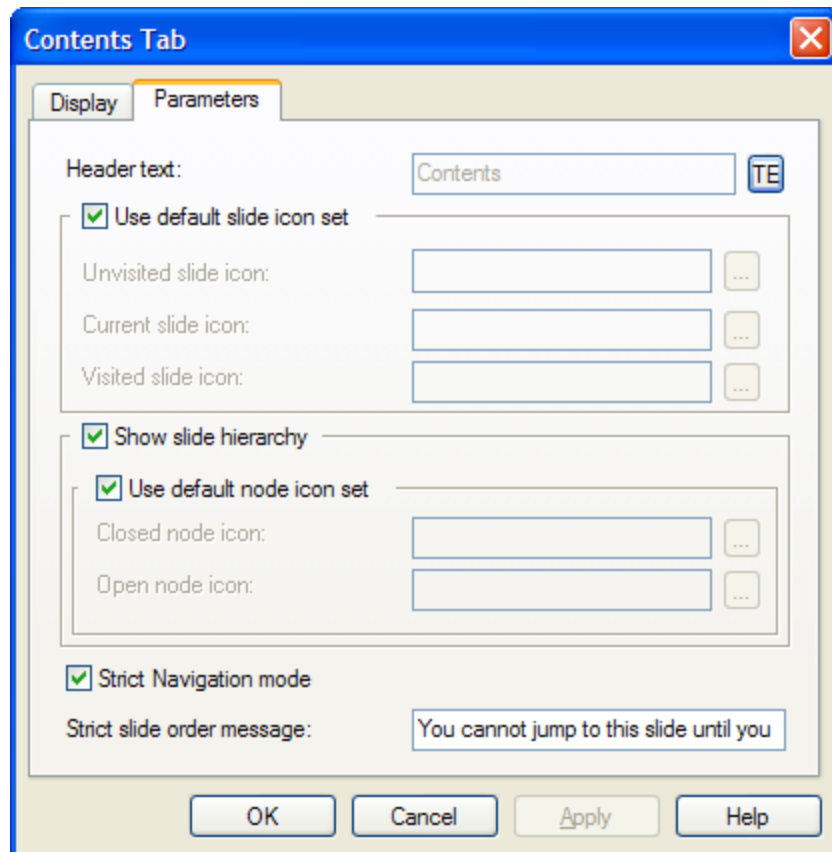 Contents Tab
Display Parameters
Header text: Contents TE
Use default slide icon set
Unvisited slide icon: ...
Current slide icon: ...
Visited slide icon: ...
Show slide hierarchy
Use default node icon set
Closed node icon: ...
Open node icon: ...
Strict Navigation mode
Strict slide order message: You cannot jump to this slide until you
OK Cancel Apply Help